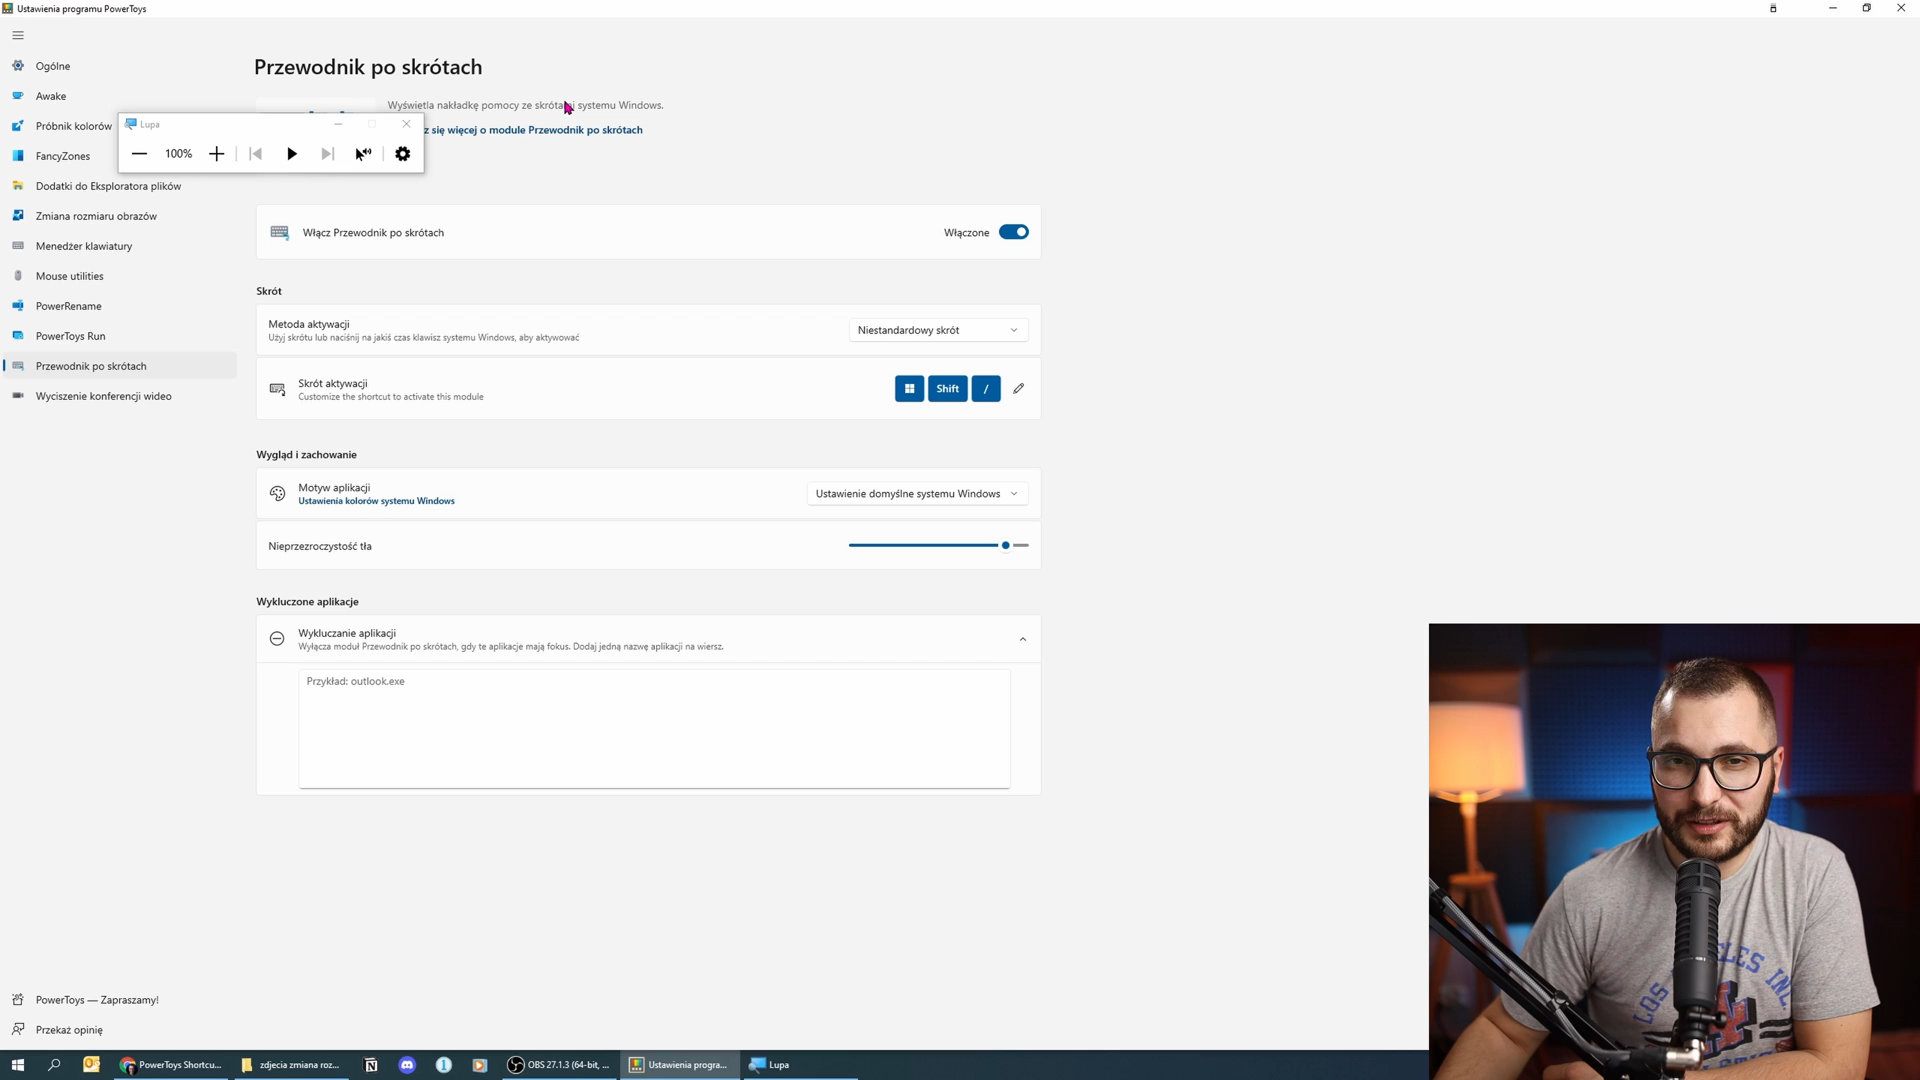 Ustawienia programu PowerToys
Ogólne
Awake
Próbnik kolorów
FancyZones
Dodatki do Eksploratora plików
Zmiana rozmiaru obrazów
Menedżer klawiatury
Mouse utilities
PowerRename
PowerToys Run
Przewodnik po skrótach
Wyciszenie konferencji wideo
PowerToys — Zapraszamy!
Przekaż opinię
Lupa
100%
Przewodnik po skrótach
Wyświetla nakładkę pomocy ze skrótami systemu Windows.
z się więcej o module Przewodnik po skrótach
Włącz Przewodnik po skrótach
Włączone
Skrót
Metoda aktywacji
Użyj skrótu lub naciśnij na jakiś czas klawisz systemu Windows, aby aktywować
Niestandardowy skrót
Skrót aktywacji
Customize the shortcut to activate this module
Shift
/
Wygląd i zachowanie
Motyw aplikacji
Ustawienia kolorów systemu Windows
Ustawienie domyślne systemu Windows
Nieprzezroczystość tła
Wykluczone aplikacje
Wykluczanie aplikacji
Wyłącza moduł Przewodnik po skrótach, gdy te aplikacje mają fokus. Dodaj jedną nazwę aplikacji na wiersz.
Przykład: outlook.exe
PowerToys Shortcu...
zdjecia zmiana roz...
OBS 27.1.3 (64-bit, ...
Ustawienia progra...
Lupa